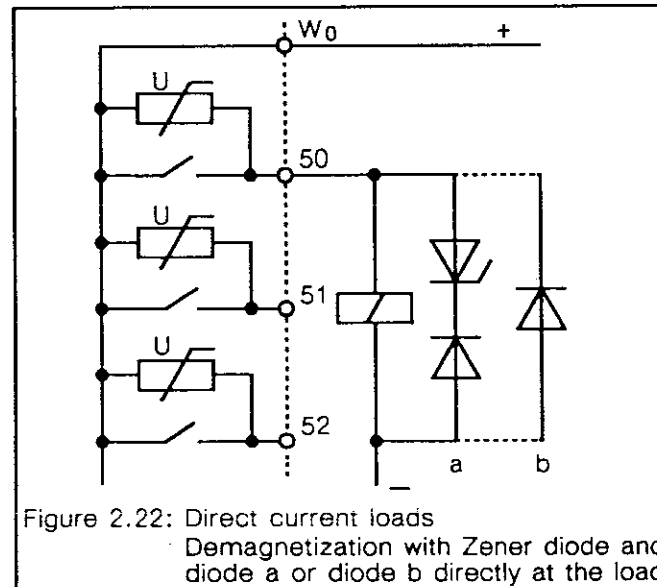 W0 +
U
50
U
51
U
52
a b
−
Figure 2.22: Direct current loads
Demagnetization with Zener diode and
diode a or diode b directly at the load